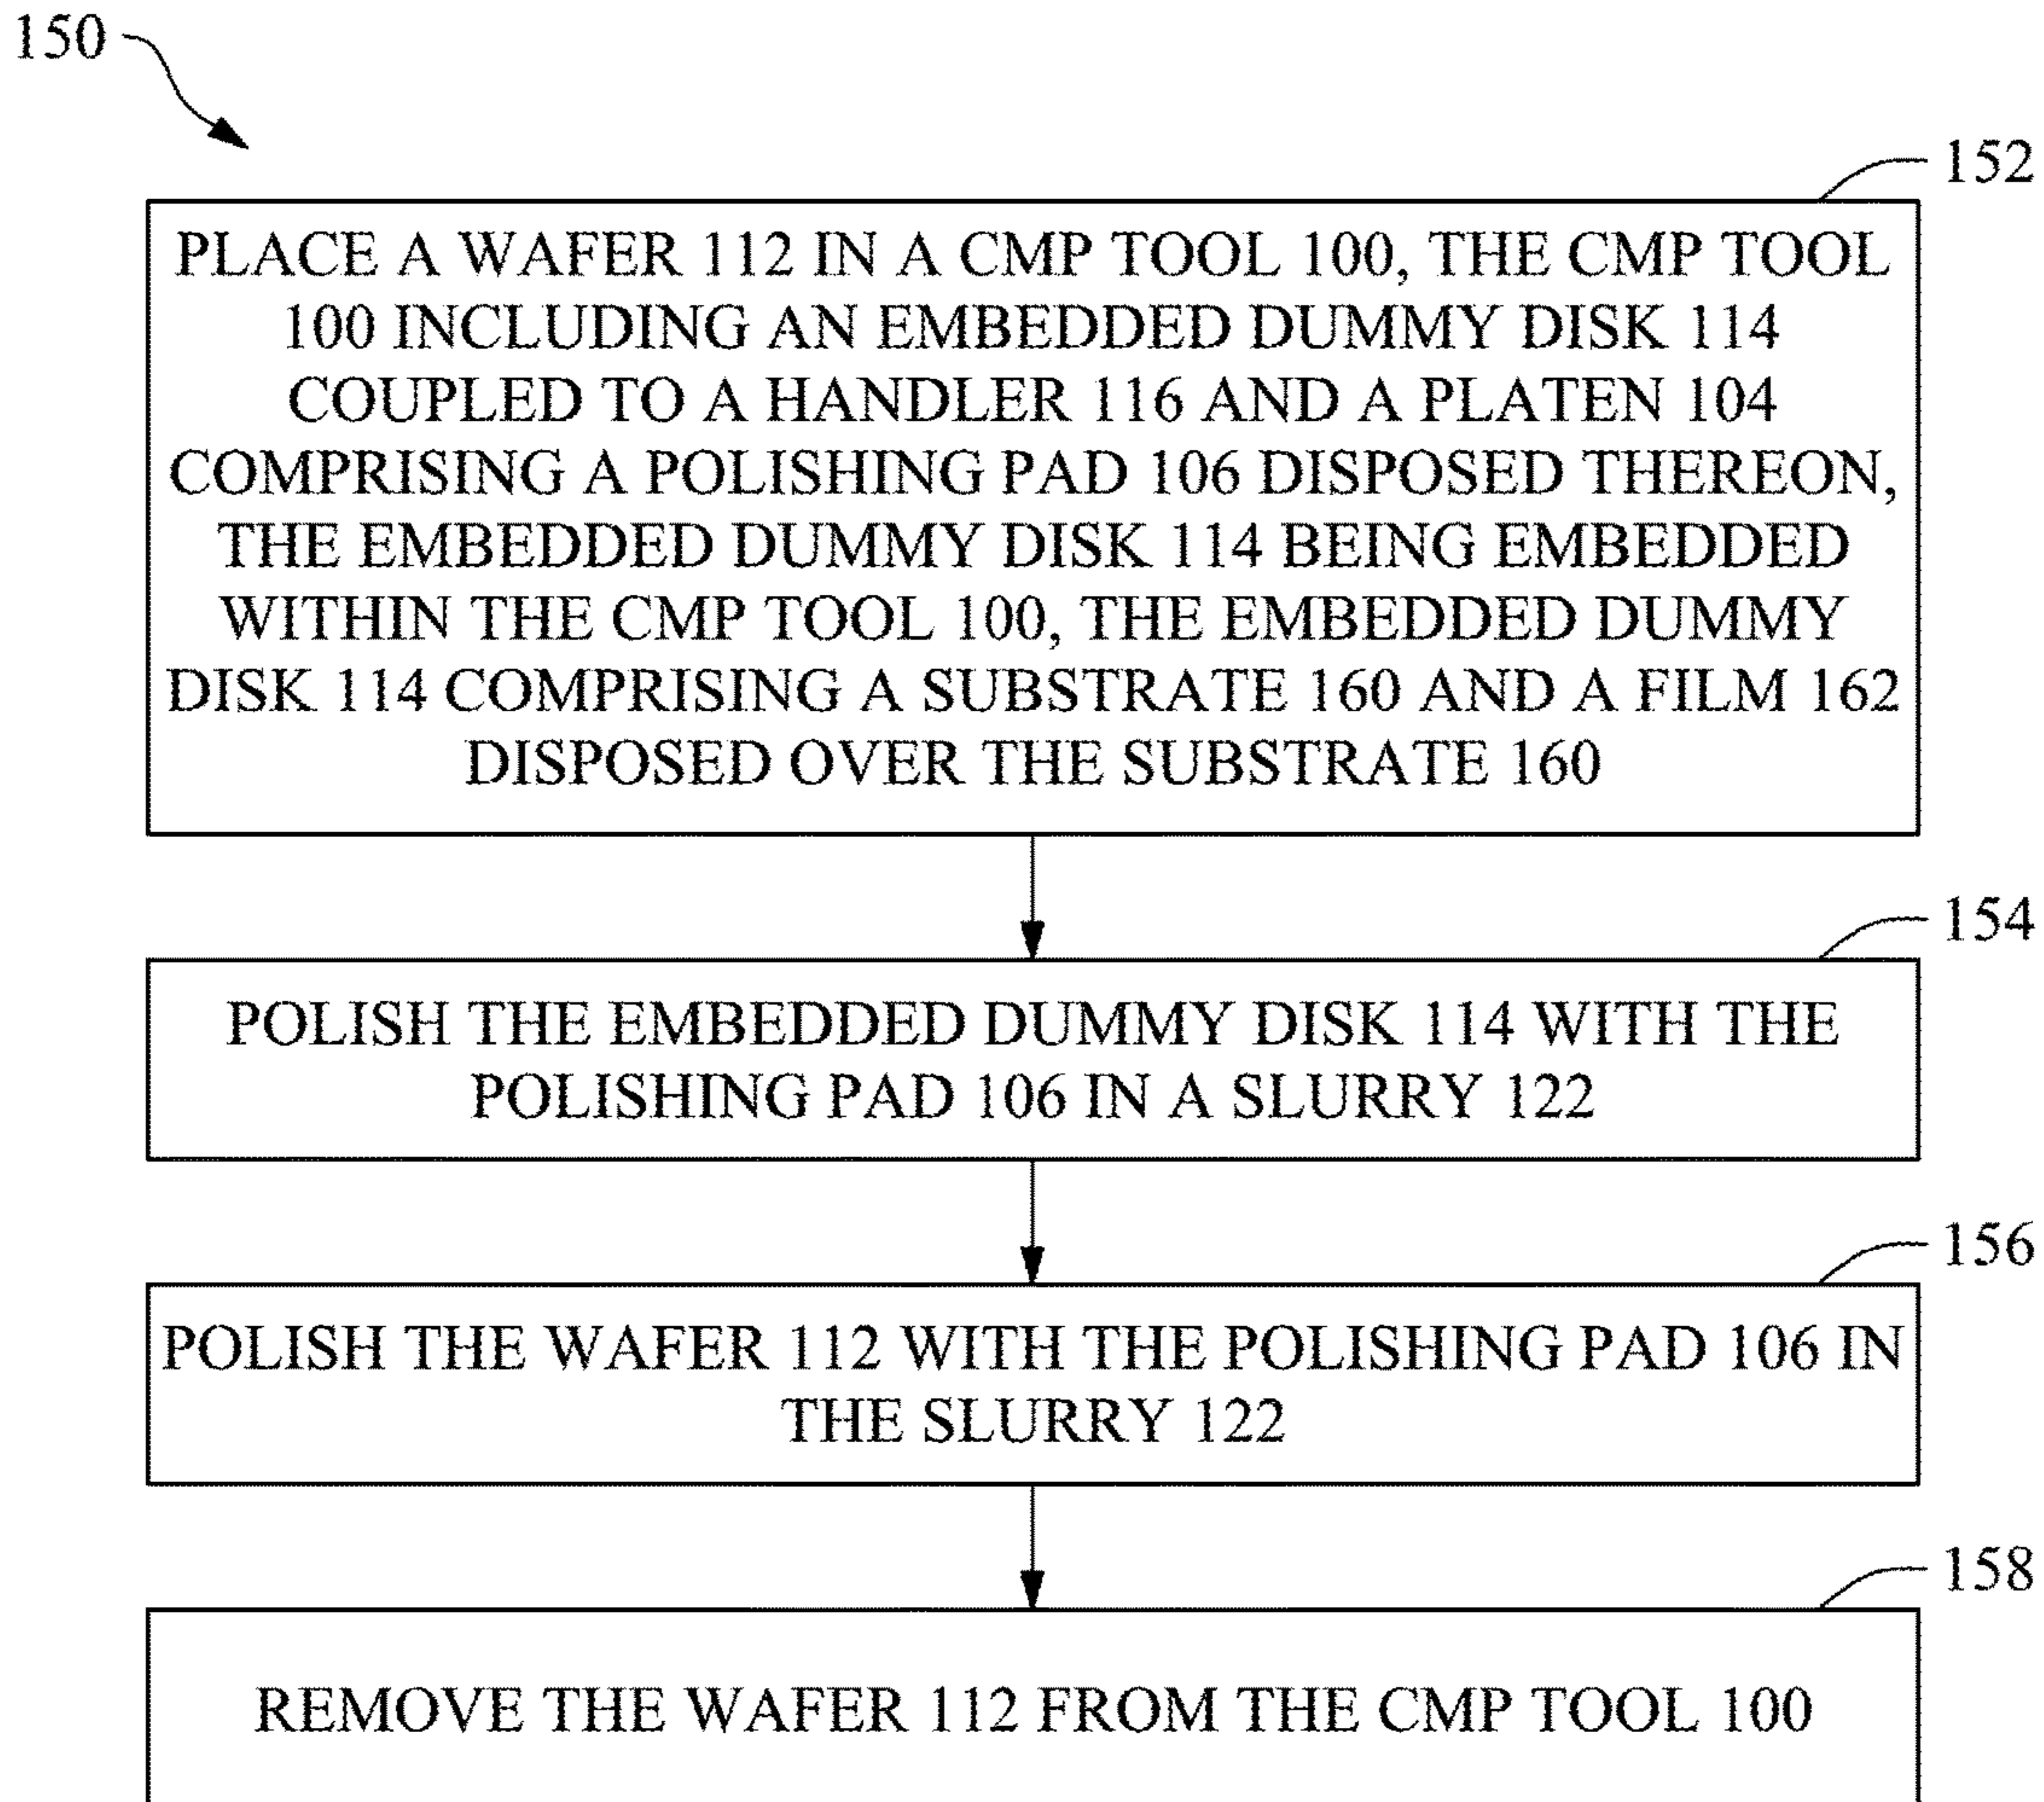 150
152
PLACE A WAFER 112 IN A CMP TOOL 100, THE CMP TOOL
100 INCLUDING AN EMBEDDED DUMMY DISK 114
COUPLED TO A HANDLER 116 AND A PLATEN 104
COMPRISING A POLISHING PAD 106 DISPOSED THEREON,
THE EMBEDDED DUMMY DISK 114 BEING EMBEDDED
WITHIN THE CMP TOOL 100, THE EMBEDDED DUMMY
DISK 114 COMPRISING A SUBSTRATE 160 AND A FILM 162
DISPOSED OVER THE SUBSTRATE 160
154
POLISH THE EMBEDDED DUMMY DISK 114 WITH THE
POLISHING PAD 106 IN A SLURRY 122
156
POLISH THE WAFER 112 WITH THE POLISHING PAD 106 IN
THE SLURRY 122
158
REMOVE THE WAFER 112 FROM THE CMP TOOL 100